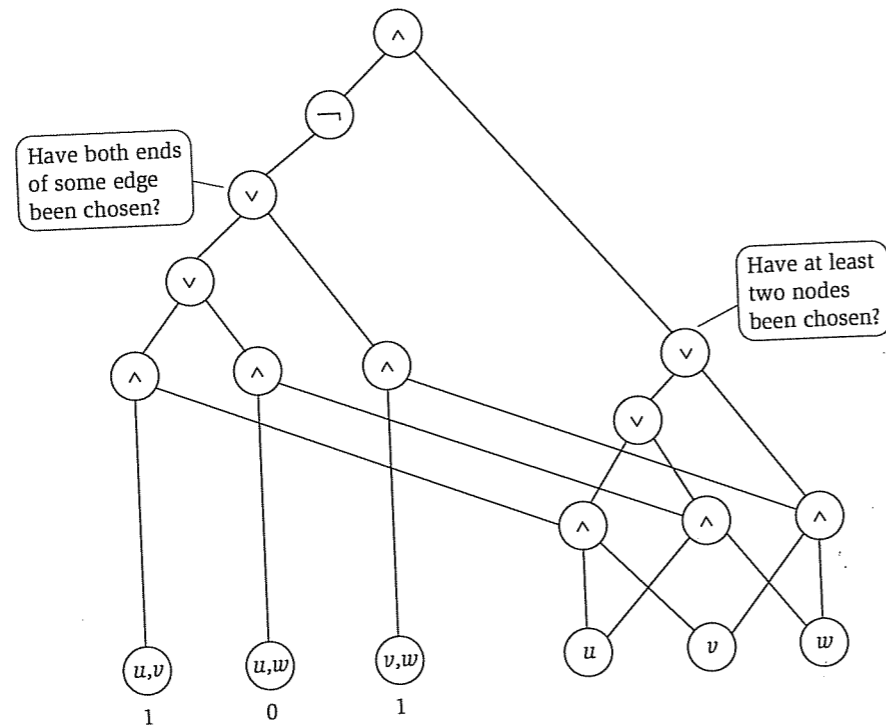 ∧
¬
Have both ends
of some edge
been chosen?
∨
∨
Have at least
two nodes
been chosen?
∨
∧
∧
∧
∨
∧
∧
∧
u,v
u,w
v,w
u
v
w
1
0
1